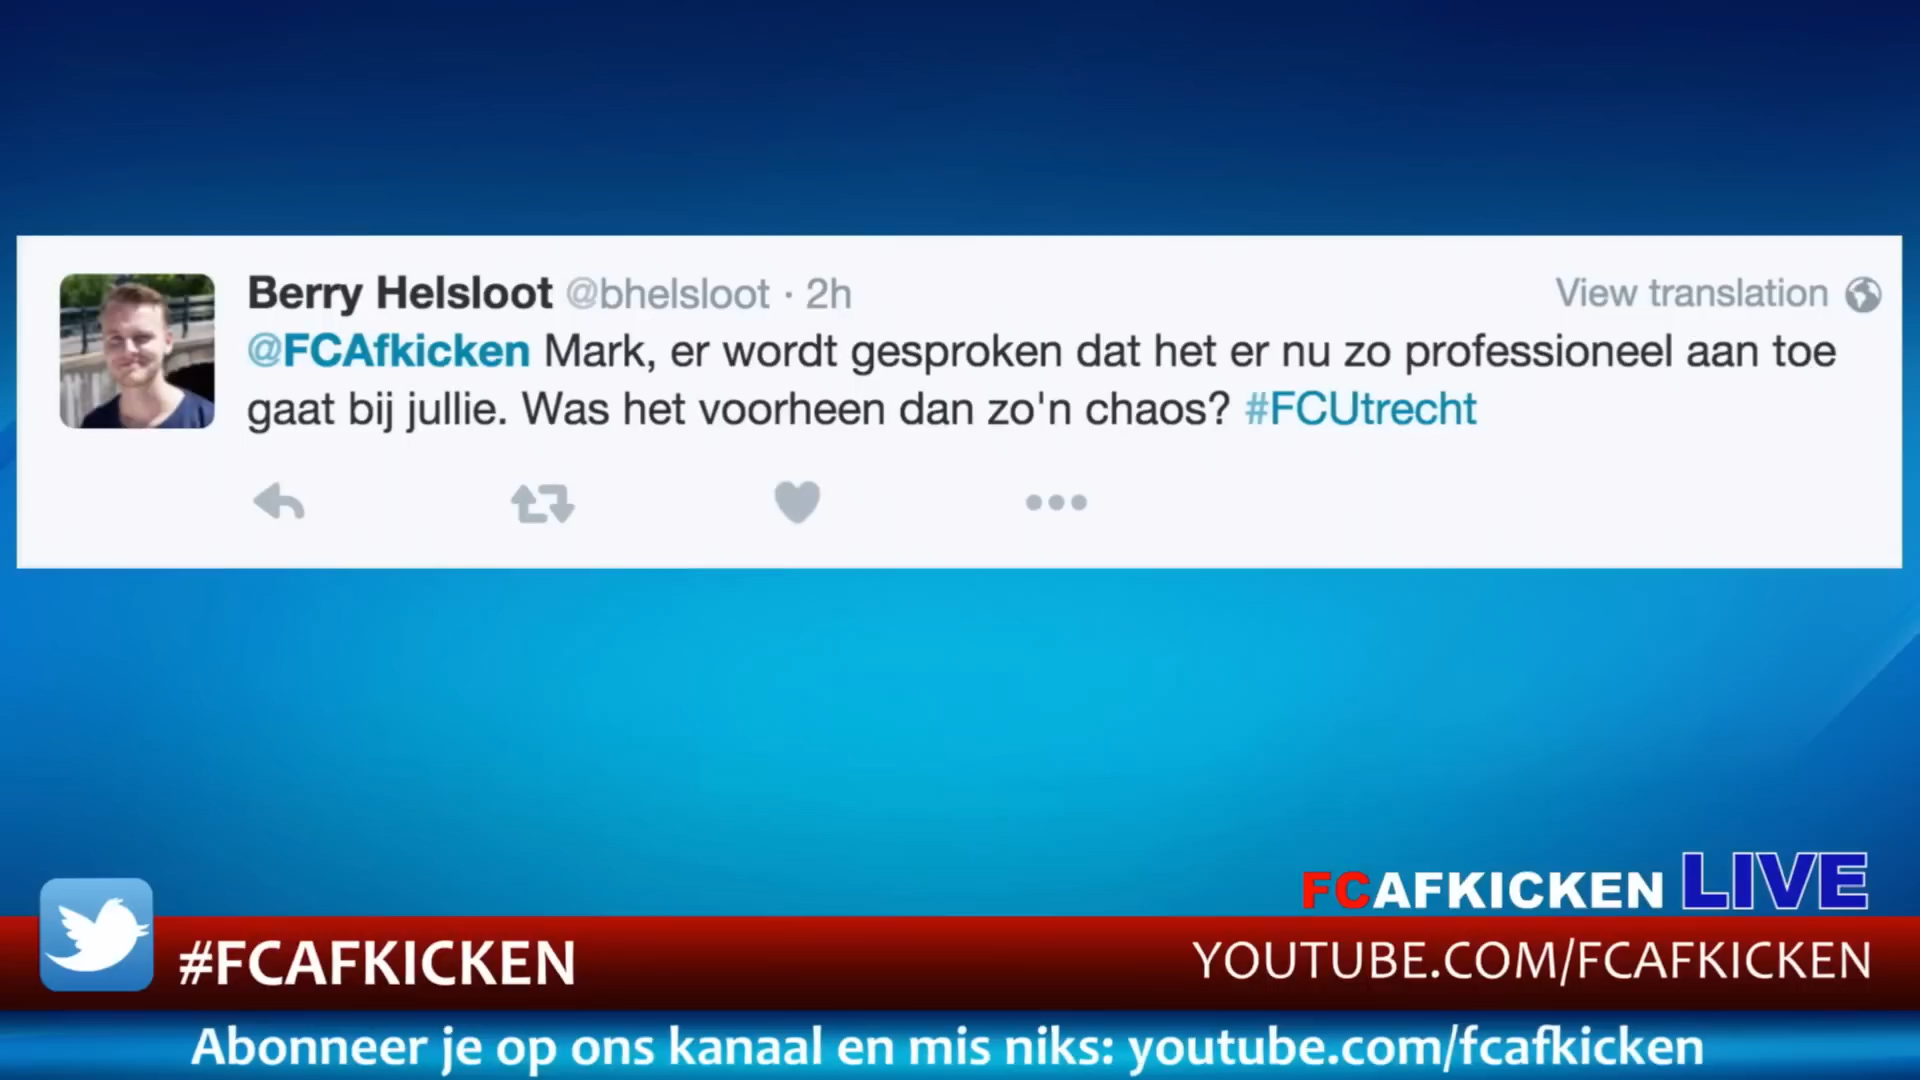 Berry Helsloot @bhelsloot · 2h View translation
@FCAfkicken Mark, er wordt gesproken dat het er nu zo professioneel aan toe
gaat bij jullie. Was het voorheen dan zo'n chaos? #FCUtrecht
FCAFKICKEN LIVE
#FCAFKICKEN
YOUTUBE.COM/FCAFKICKEN
Abonneer je op ons kanaal en mis niks: youtube.com/fcafkicken